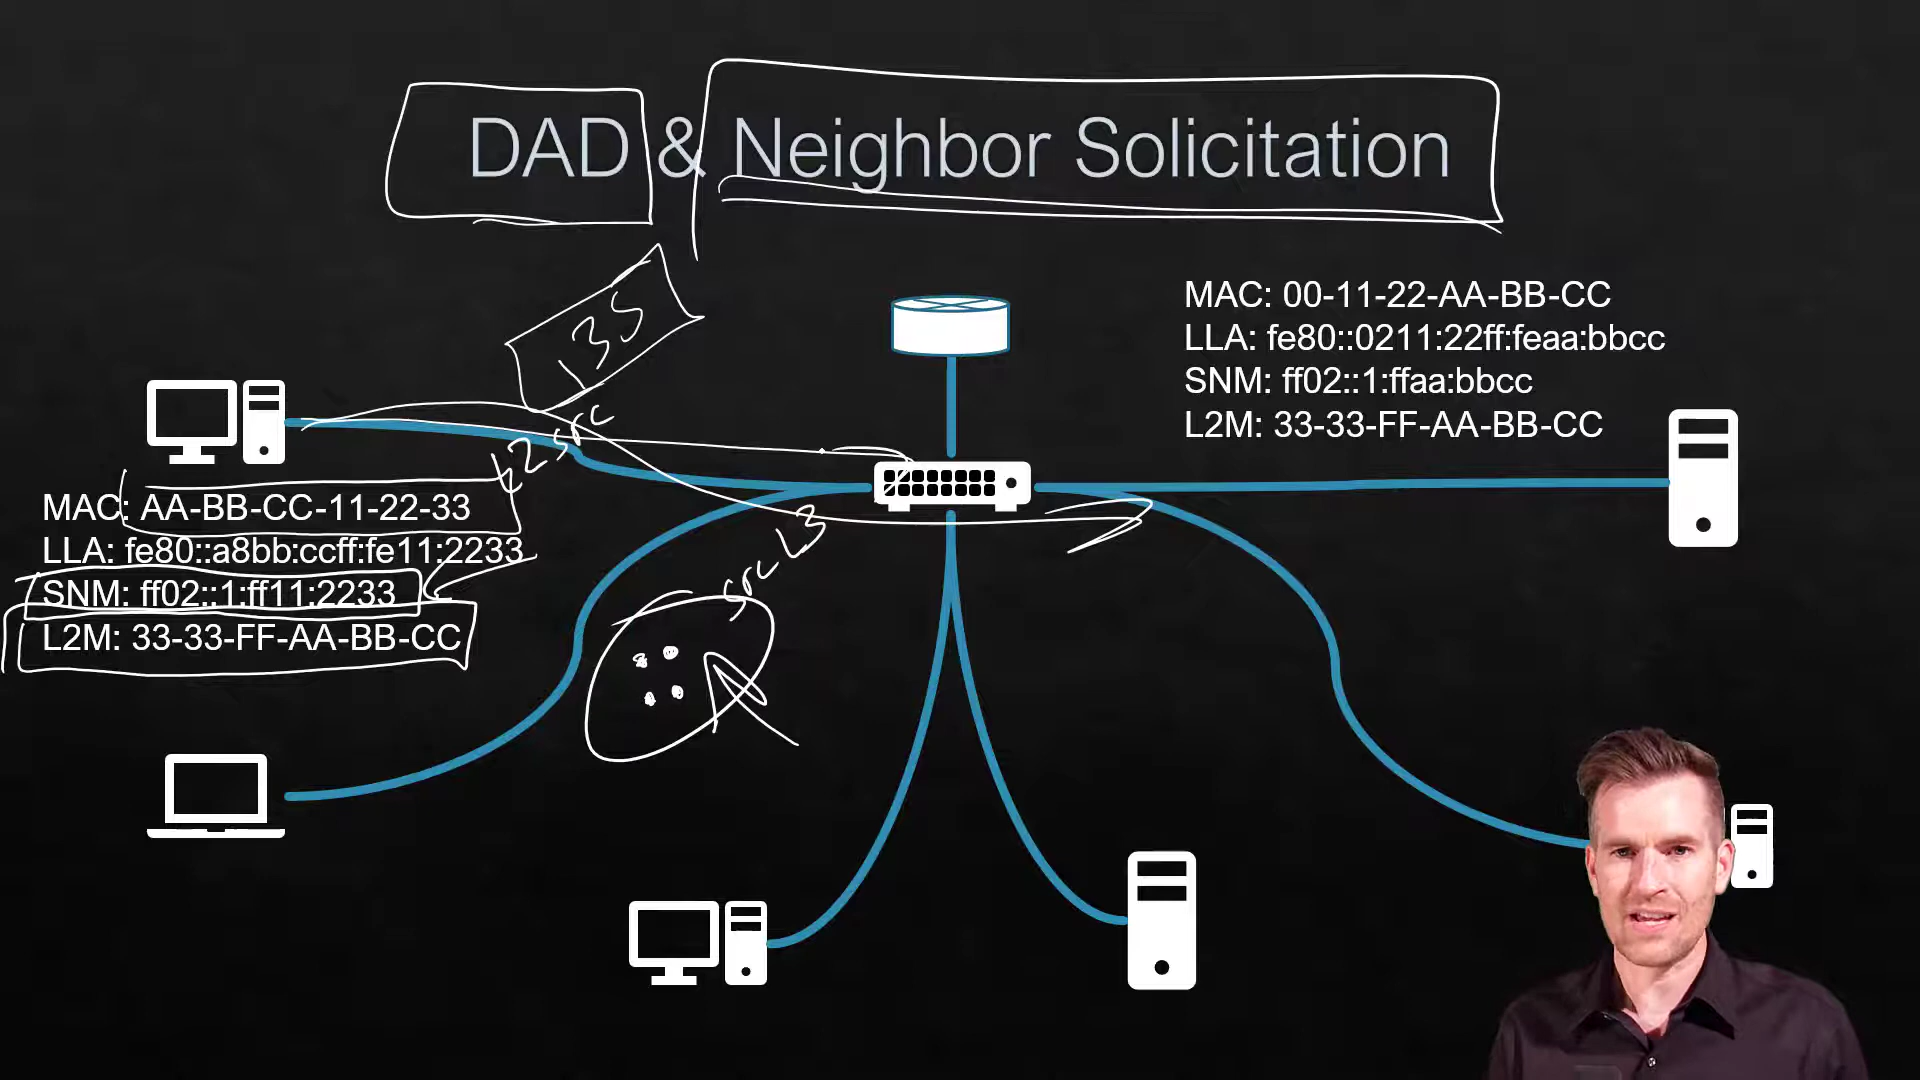 DAD & Neighbor Solicitation
135
MAC: 00-11-22-AA-BB-CC
LLA: fe80::0211:22ff:feaa:bbcc
SNM: ff02::1:ffaa:bbcc
L2M: 33-33-FF-AA-BB-CC
L2 src
MAC: AA-BB-CC-11-22-33
LLA: fe80::a8bb:ccff:fe11:2233
SNM: ff02::1:ff11:2233
L2M: 33-33-FF-AA-BB-CC
src L3